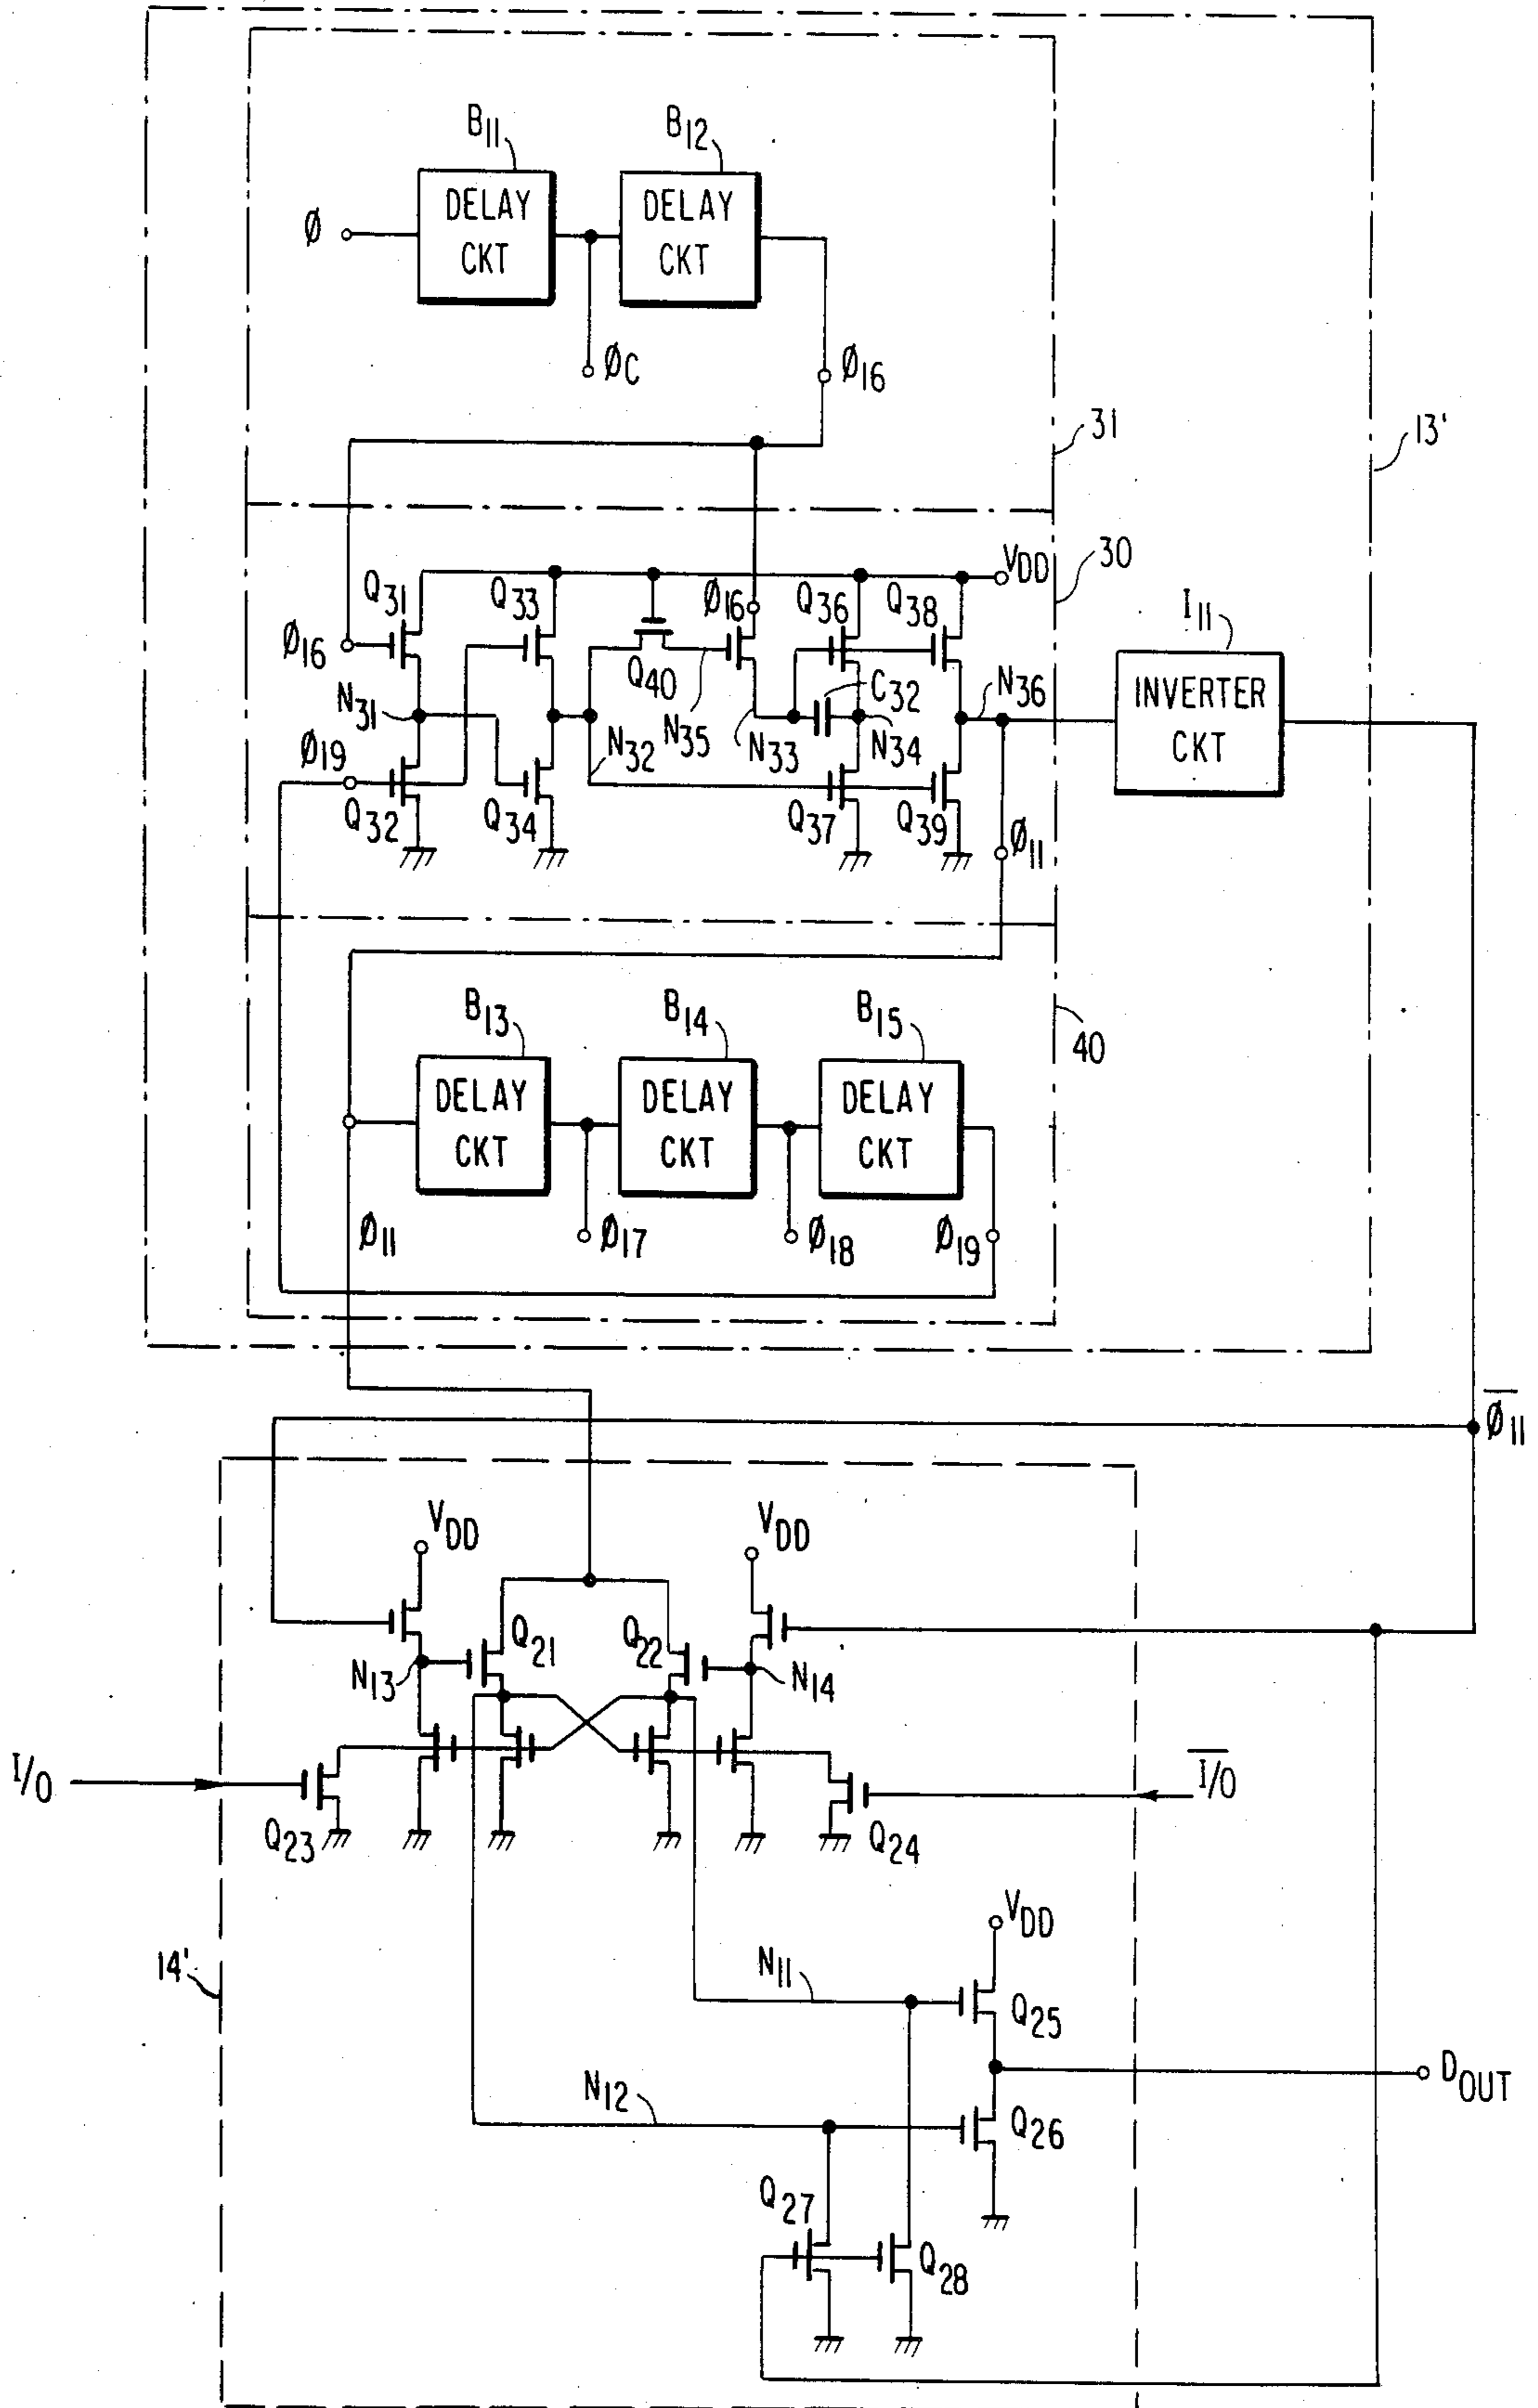 B11
B12
DELAY CKT
DELAY CKT
Ø
ØC
Ø16
31
13'
30
VDD
Q31
Q33
Ø16
Q36
Q38
Ø16
Q40
C32
N36
I11
INVERTER CKT
N31
N32
N35
N33
N34
Ø19
Q32
Q34
Q37
Q39
Ø11
B13
B14
B15
40
DELAY CKT
DELAY CKT
DELAY CKT
Ø11
Ø17
Ø18
Ø19
Ø̅11
VDD
VDD
Q21
Q22
N13
N14
I/O
I̅/̅O̅
Q23
Q24
VDD
14'
N11
Q25
DOUT
N12
Q26
Q27
Q28